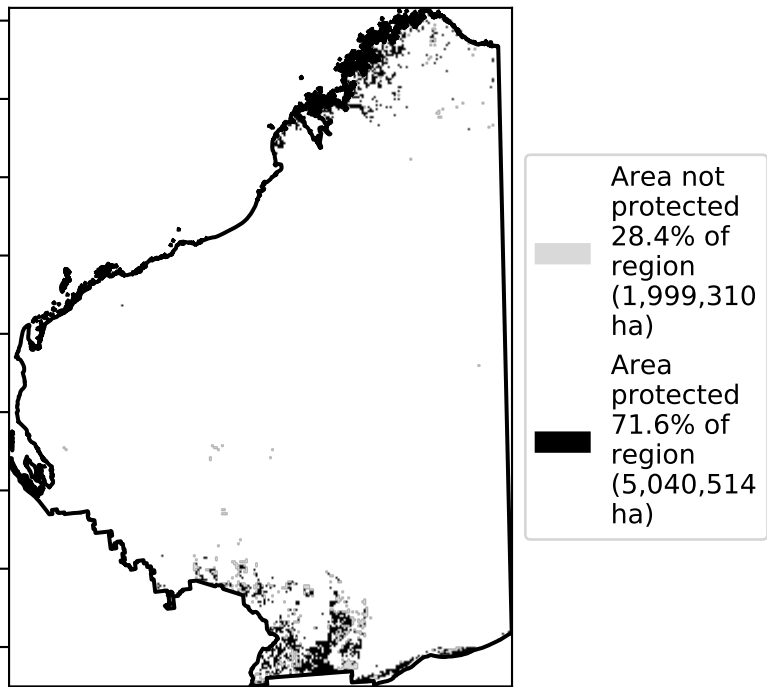 Area not
protected
28.4% of
region
(1,999,310
ha)
Area
protected
71.6% of
region
(5,040,514
ha)